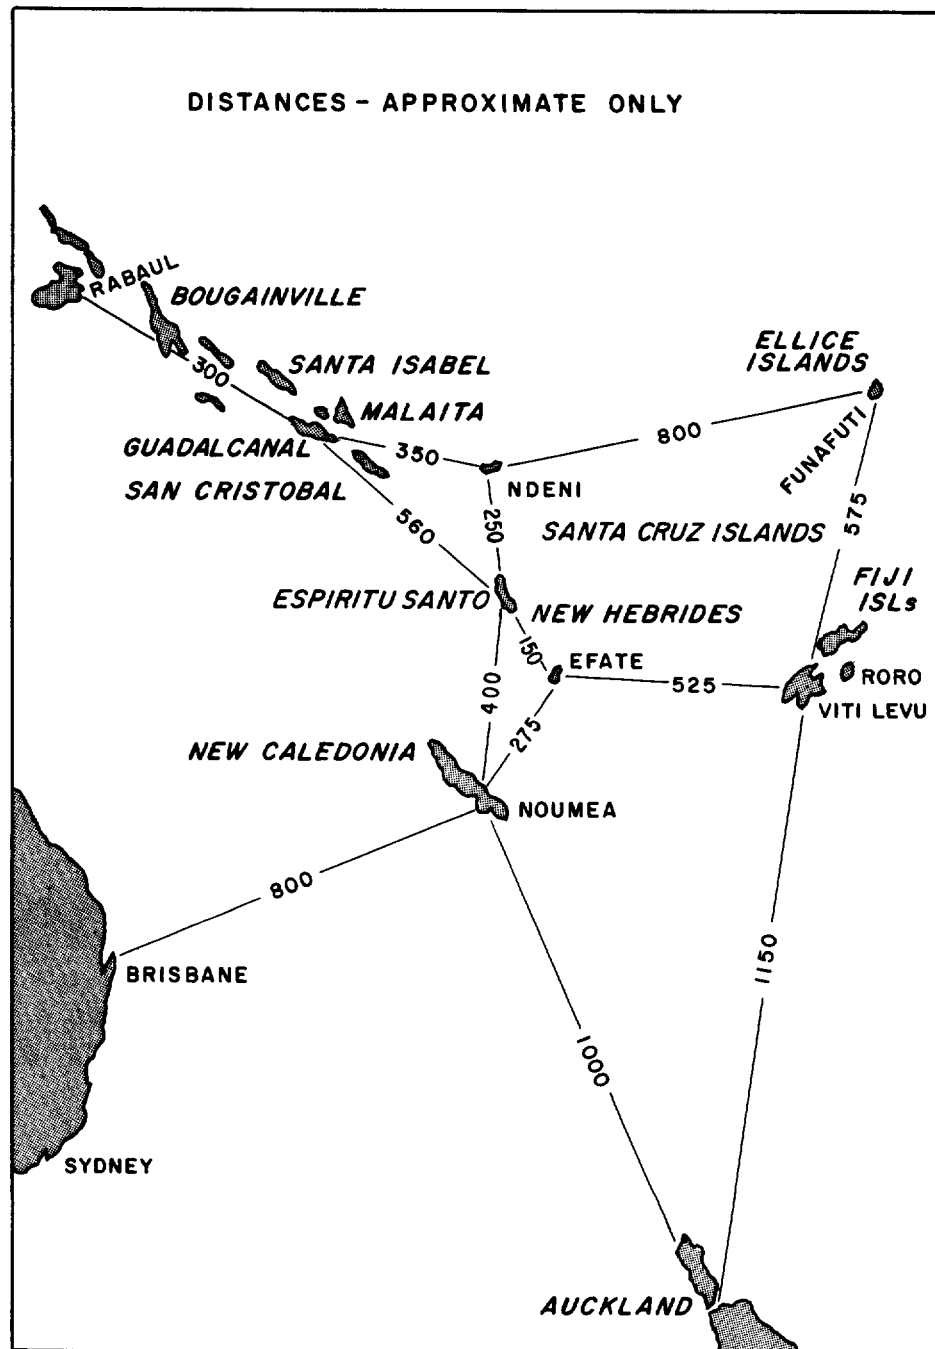 DISTANCES - APPROXIMATE ONLY
RABAUL
BOUGAINVILLE
ELLICE
ISLANDS
300
SANTA ISABEL
MALAITA
800
GUADALCANAL
350
FUNAFUTI
SAN CRISTOBAL
NDENI
560
250
SANTA CRUZ ISLANDS
575
FIJI
ISLs
ESPIRITU SANTO
NEW HEBRIDES
150
EFATE
525
RORO
VITI LEVU
400
275
NEW CALEDONIA
NOUMEA
800
BRISBANE
1150
1000
SYDNEY
AUCKLAND